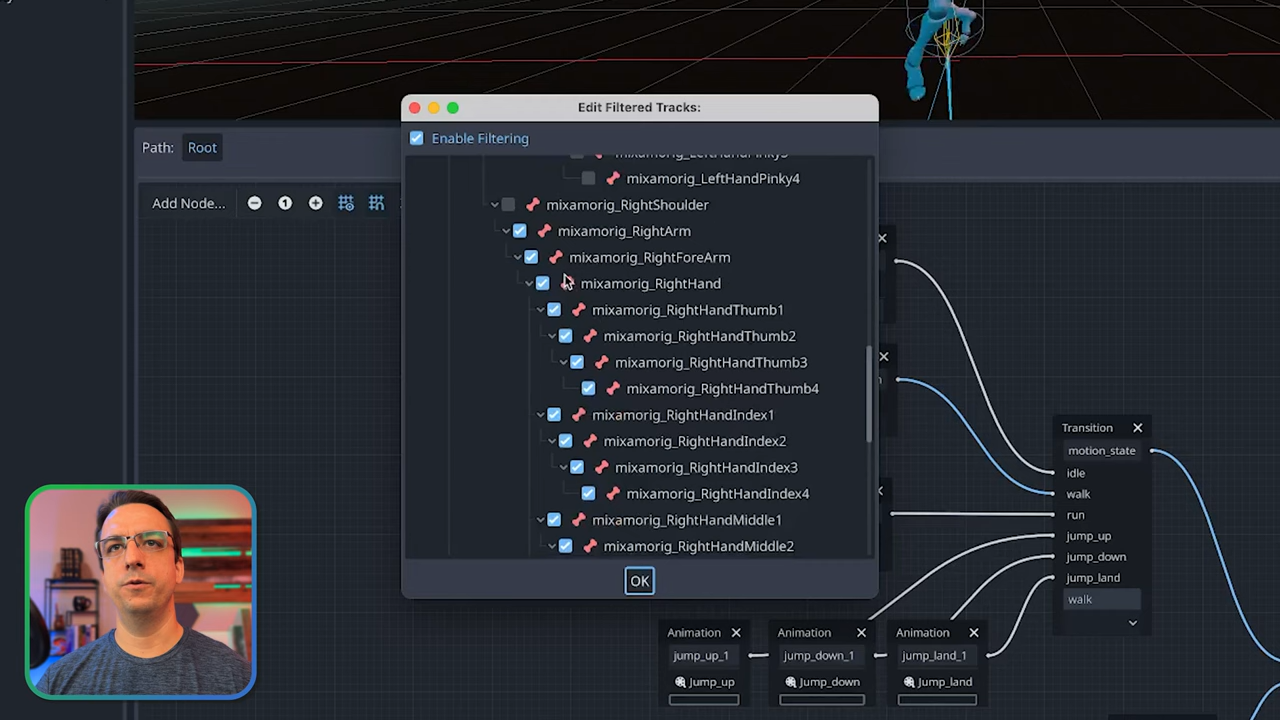 Edit Filtered Tracks:
Enable Filtering
mixamorig_LeftHandPinky3
mixamorig_LeftHandPinky4
mixamorig_RightShoulder
mixamorig_RightArm
mixamorig_RightForeArm
mixamorig_RightHand
mixamorig_RightHandThumb1
mixamorig_RightHandThumb2
mixamorig_RightHandThumb3
mixamorig_RightHandThumb4
mixamorig_RightHandIndex1
mixamorig_RightHandIndex2
mixamorig_RightHandIndex3
mixamorig_RightHandIndex4
mixamorig_RightHandMiddle1
mixamorig_RightHandMiddle2
OK
Path: Root
Add Node...
1
Transition
motion_state
idle
walk
run
jump_up
jump_down
jump_land
walk
Animation
jump_up_1
Jump_up
Animation
jump_down_1
Jump_down
Animation
jump_land_1
Jump_land